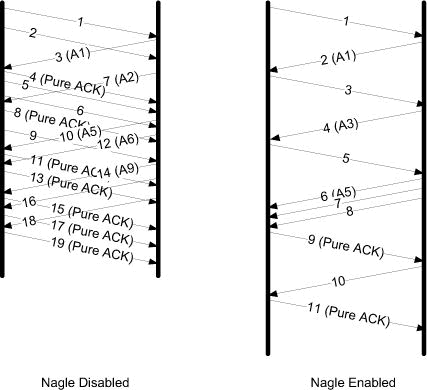 1
2
3 (A1)
4 (Pure ACK)
7 (A2)
5
6
8 (Pure ACK)
9
10 (A5)
12 (A6)
11 (Pure ACK)
14 (A9)
13 (Pure ACK)
16
15 (Pure ACK)
18
17 (Pure ACK)
19 (Pure ACK)
Nagle Disabled
1
2 (A1)
3
4 (A3)
5
6 (A5)
7
8
9 (Pure ACK)
10
11 (Pure ACK)
Nagle Enabled